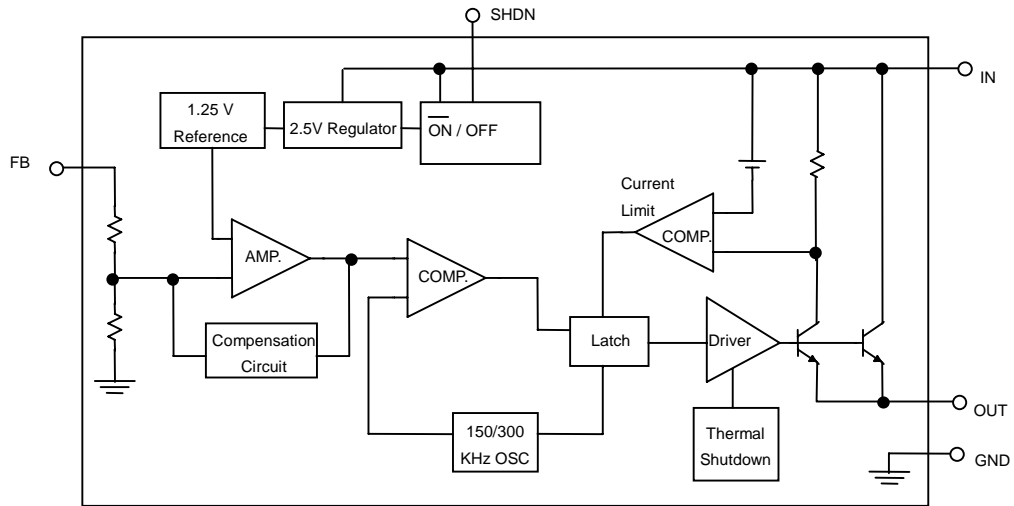 SHDN
IN
1.25 V
Reference
2.5V Regulator
ON / OFF
FB
Current
Limit
COMP.
AMP.
COMP.
Compensation
Circuit
Latch
Driver
OUT
150/300
KHz OSC
Thermal
Shutdown
GND